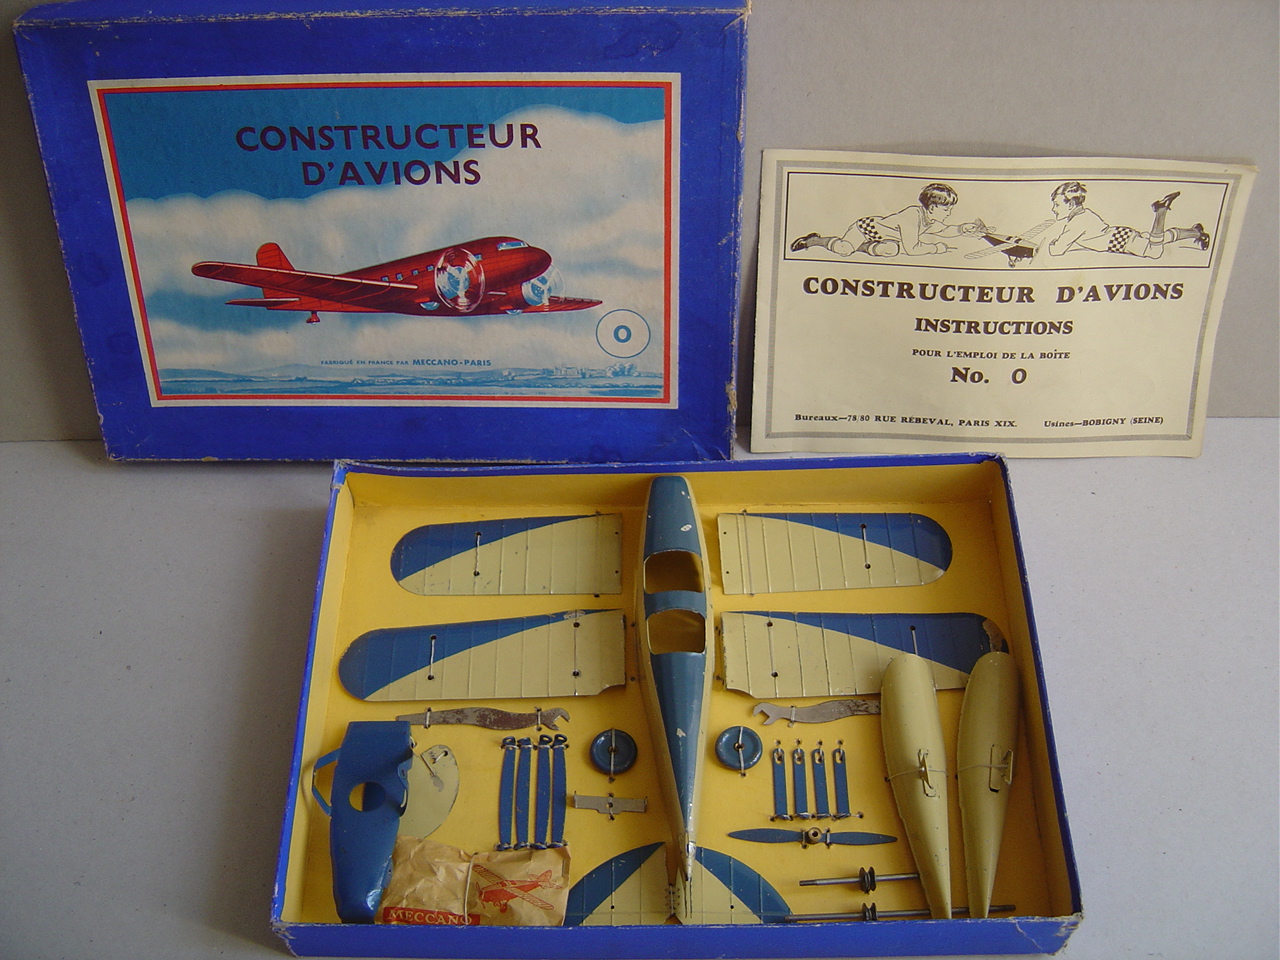 CONSTRUCTEUR
D'AVIONS
O
FABRIQUÉ EN FRANCE PAR MECCANO-PARIS
CONSTRUCTEUR D'AVIONS
INSTRUCTIONS
POUR L'EMPLOI DE LA BOÎTE
No. O
Bureaux—78/80 RUE RÉBEVAL, PARIS XIX. Usines—BOBIGNY (SEINE)
MECCANO